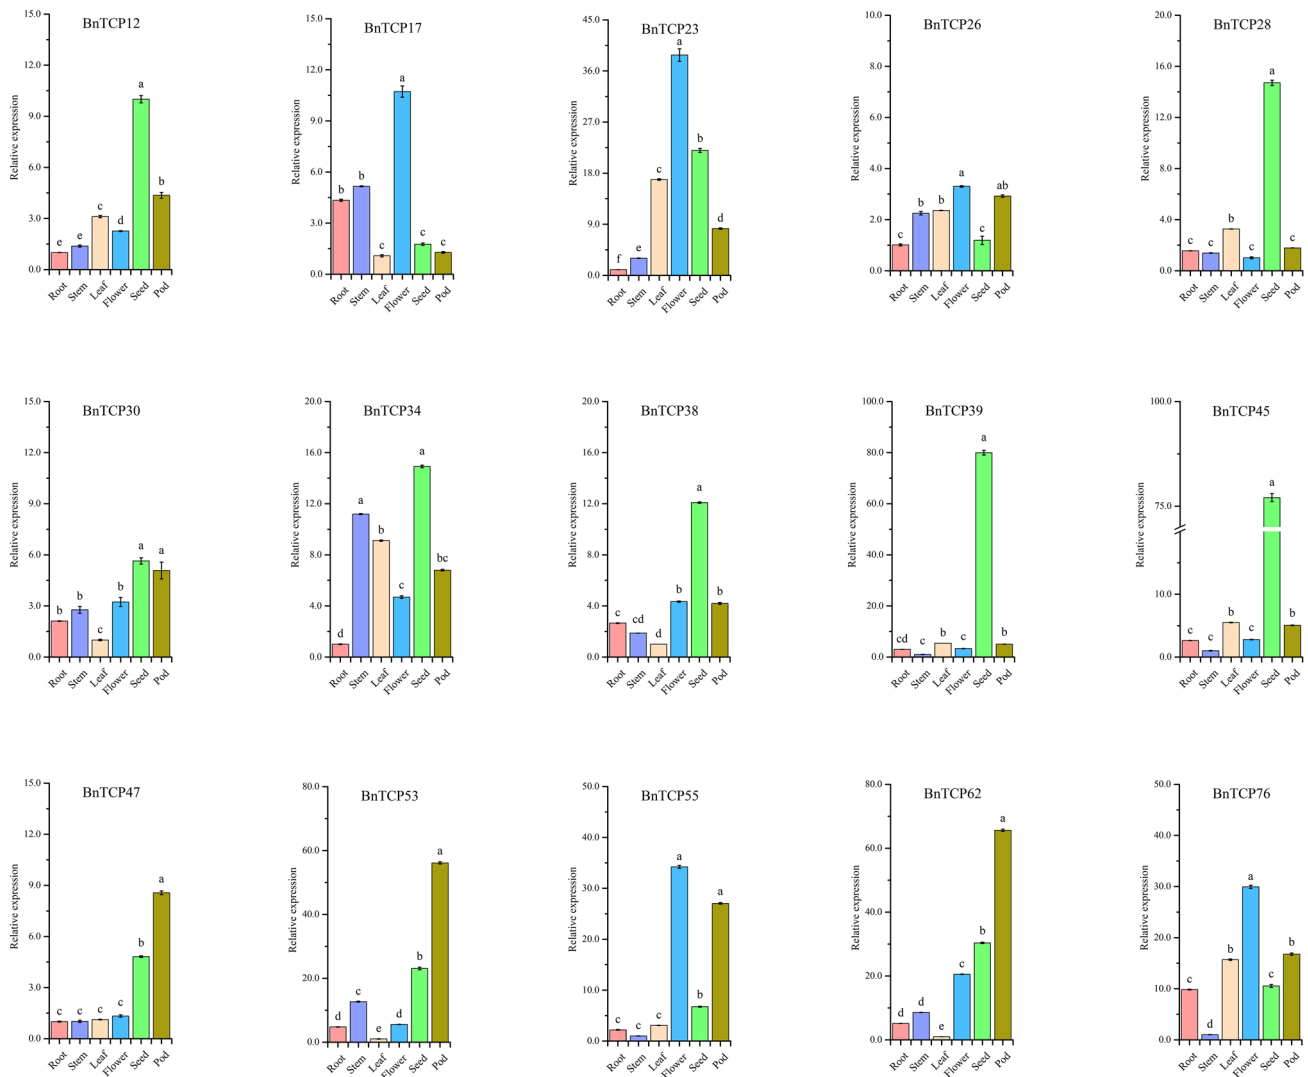 BnTCP12
Relative expression
15.0
12.0
9.0
6.0
3.0
0.0
e e c d a b
Root Stem Leaf Flower Seed Pod
BnTCP17
Relative expression
15.0
12.0
9.0
6.0
3.0
0.0
b b c a c c
Root Stem Leaf Flower Seed Pod
BnTCP23
Relative expression
45.0
36.0
27.0
18.0
9.0
0.0
f e c a b d
Root Stem Leaf Flower Seed Pod
BnTCP26
Relative expression
10.0
8.0
6.0
4.0
2.0
0.0
c b b a c ab
Root Stem Leaf Flower Seed Pod
BnTCP28
Relative expression
20.0
16.0
12.0
8.0
4.0
0.0
c c b c a c
Root Stem Leaf Flower Seed Pod
BnTCP30
Relative expression
15.0
12.0
9.0
6.0
3.0
0.0
b b c b a a
Root Stem Leaf Flower Seed Pod
BnTCP34
Relative expression
20.0
16.0
12.0
8.0
4.0
0.0
d a b c a bc
Root Stem Leaf Flower Seed Pod
BnTCP38
Relative expression
20.0
16.0
12.0
8.0
4.0
0.0
c cd d b a b
Root Stem Leaf Flower Seed Pod
BnTCP39
Relative expression
100.0
80.0
60.0
40.0
20.0
0.0
cd c b c a b
Root Stem Leaf Flower Seed Pod
BnTCP45
Relative expression
100.0
75.0
10.0
0.0
c c b c a b
Root Stem Leaf Flower Seed Pod
BnTCP47
Relative expression
15.0
12.0
9.0
6.0
3.0
0.0
c c c c b a
Root Stem Leaf Flower Seed Pod
BnTCP53
Relative expression
80.0
60.0
40.0
20.0
0.0
d c e d b a
Root Stem Leaf Flower Seed Pod
BnTCP55
Relative expression
50.0
40.0
30.0
20.0
10.0
0.0
c c c a b a
Root Stem Leaf Flower Seed Pod
BnTCP62
Relative expression
80.0
60.0
40.0
20.0
0.0
d d e c b a
Root Stem Leaf Flower Seed Pod
BnTCP76
Relative expression
50.0
40.0
30.0
20.0
10.0
0.0
c d b a c b
Root Stem Leaf Flower Seed Pod